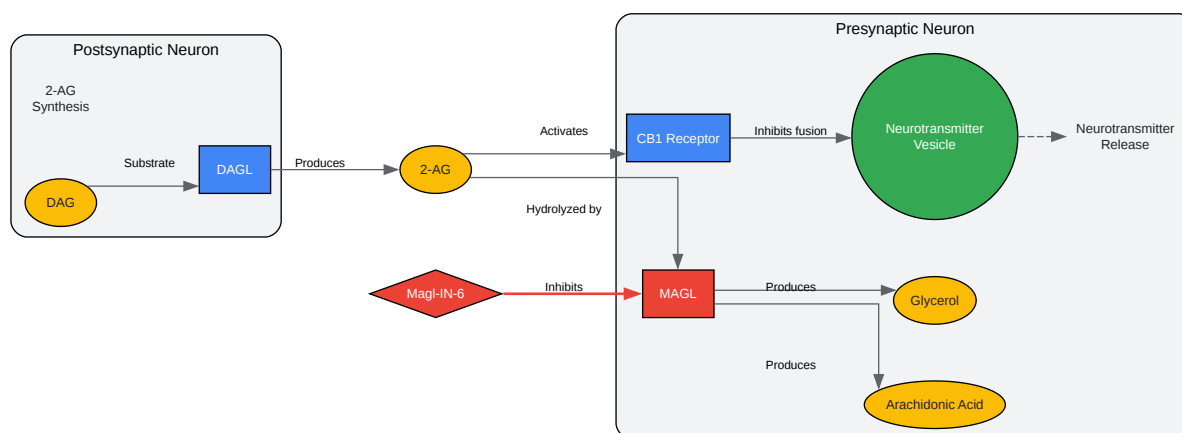 Postsynaptic Neuron
2-AG
Synthesis
Substrate
DAG
DAGL
Produces
2-AG
Activates
Hydrolyzed by
Magl-IN-6
Inhibits
Presynaptic Neuron
CB1 Receptor
Inhibits fusion
Neurotransmitter
Vesicle
Neurotransmitter
Release
MAGL
Produces
Glycerol
Produces
Arachidonic Acid